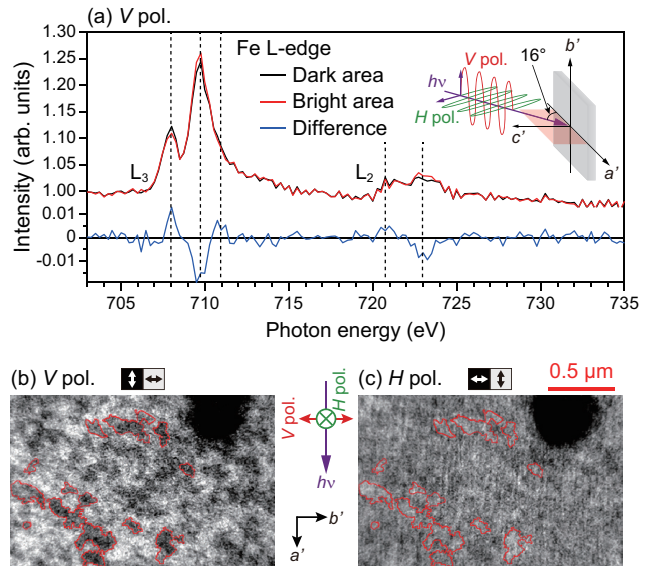 (a) V pol.
Intensity (arb. units)
1.30
1.25
1.20
1.15
1.10
1.05
1.00
0.01
0
-0.01
Fe L-edge
Dark area
Bright area
Difference
L3
L2
V pol.
hν
H pol.
16°
b'
c'
a'
705 710 715 720 725 730 735
Photon energy (eV)
(b) V pol.
(c) H pol.
0.5 µm
V pol.
H pol.
hν
b'
a'